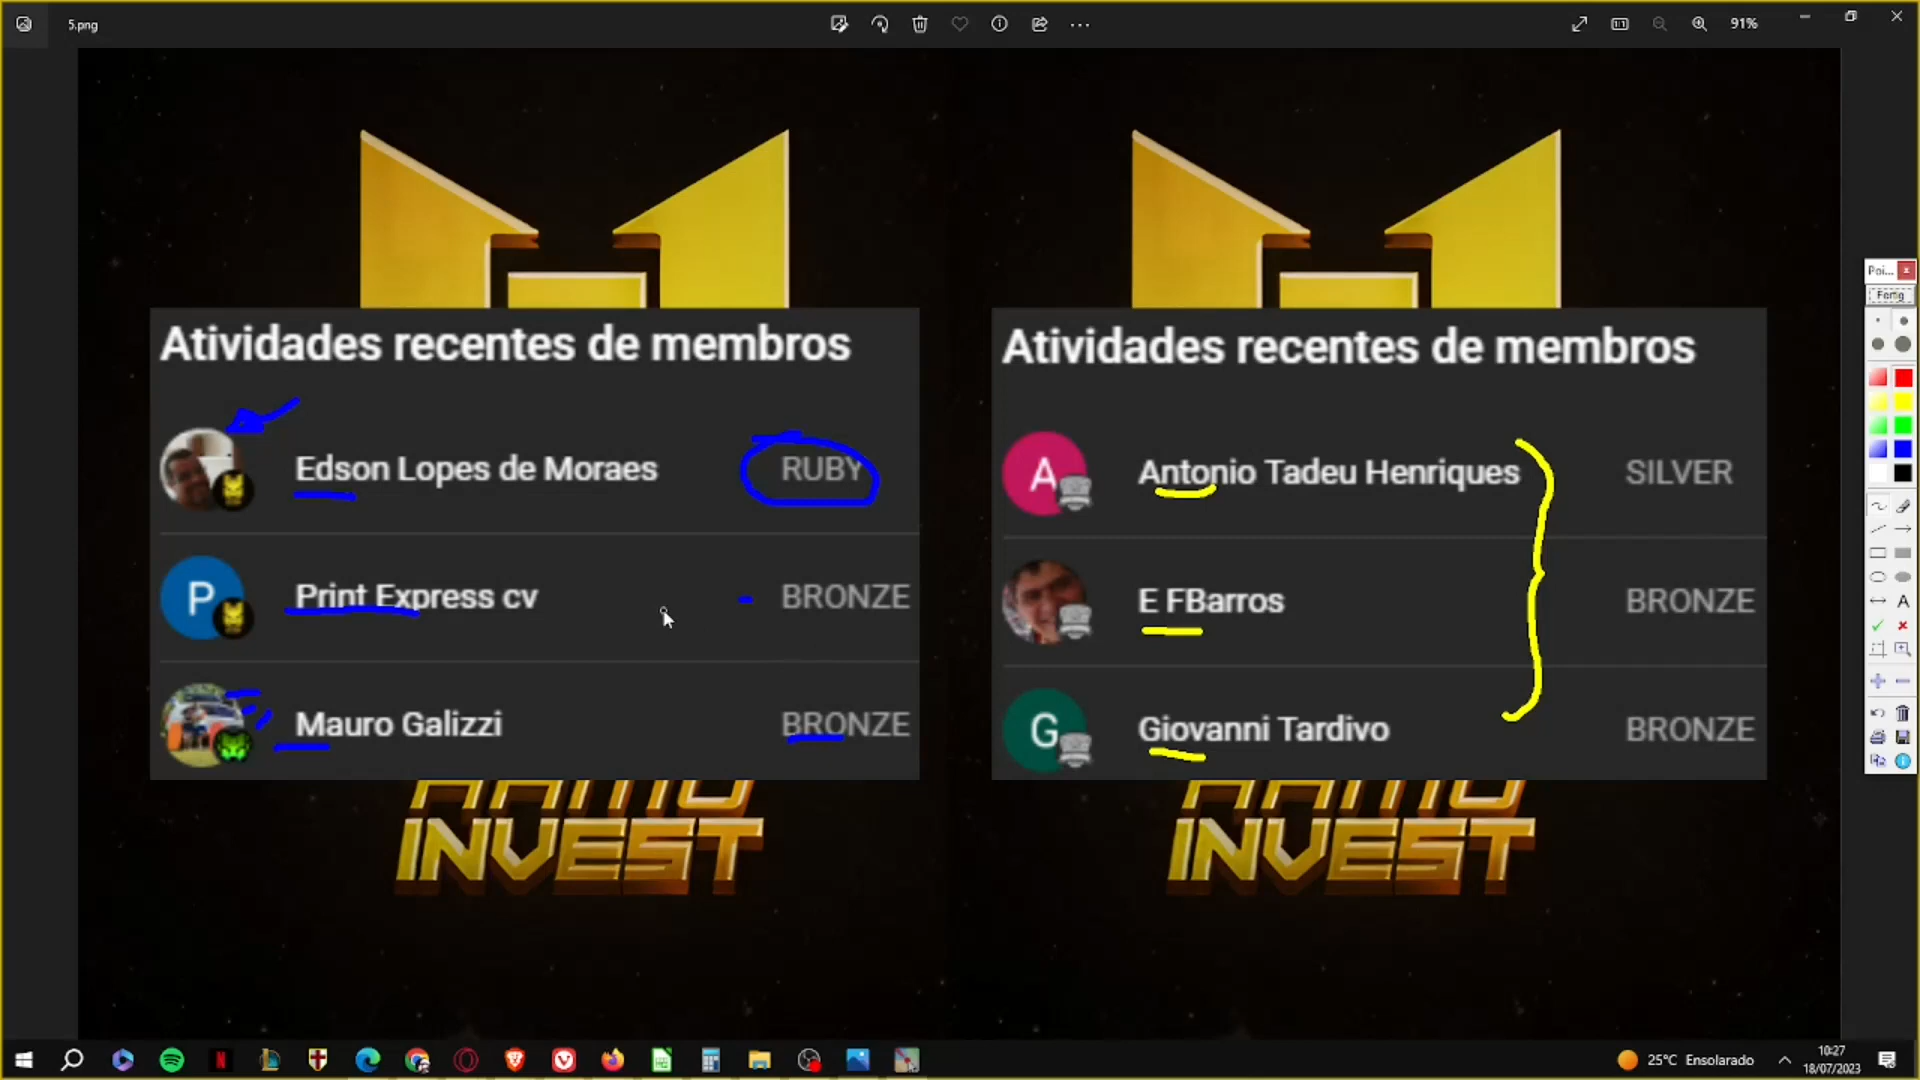 5.png
91%
Atividades recentes de membros
Edson Lopes de Moraes RUBY
P Print Express cv BRONZE
Mauro Galizzi BRONZE
INVEST
Atividades recentes de membros
A Antonio Tadeu Henriques SILVER
E FBarros BRONZE
G Giovanni Tardivo BRONZE
INVEST
Poi...
Fertig
A
25°C Ensolarado
10:27
18/07/2023